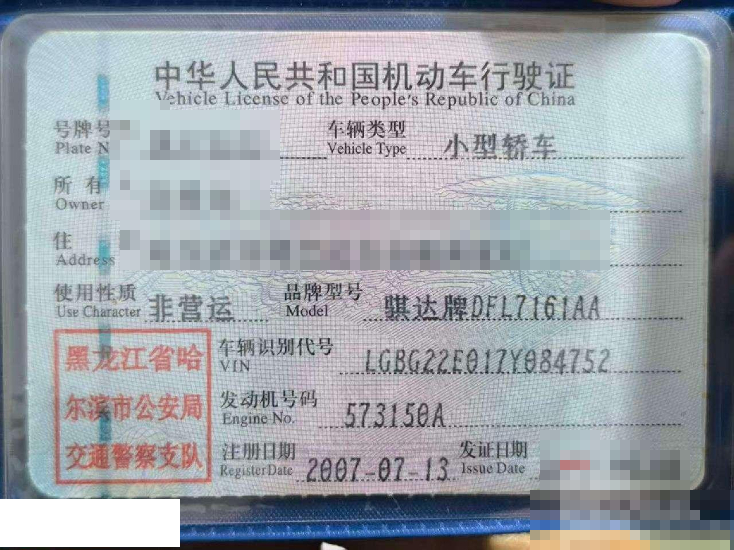 中华人民共和国机动车行驶证
Vehicle License of the People's Republic of China
号牌号 车辆类型 小型轿车
Plate N Vehicle Type
所有
Owner
住
Address
使用性质 非营运 品牌型号 骐达牌DFL7161AA
Use Character Model
黑龙江省哈
尔滨市公安局
交通警察支队
车辆识别代号 LGBG22E017Y084752
VIN
发动机号码 573150A
Engine No.
注册日期 2007-07-13 发证日期
Register Date Issue Date